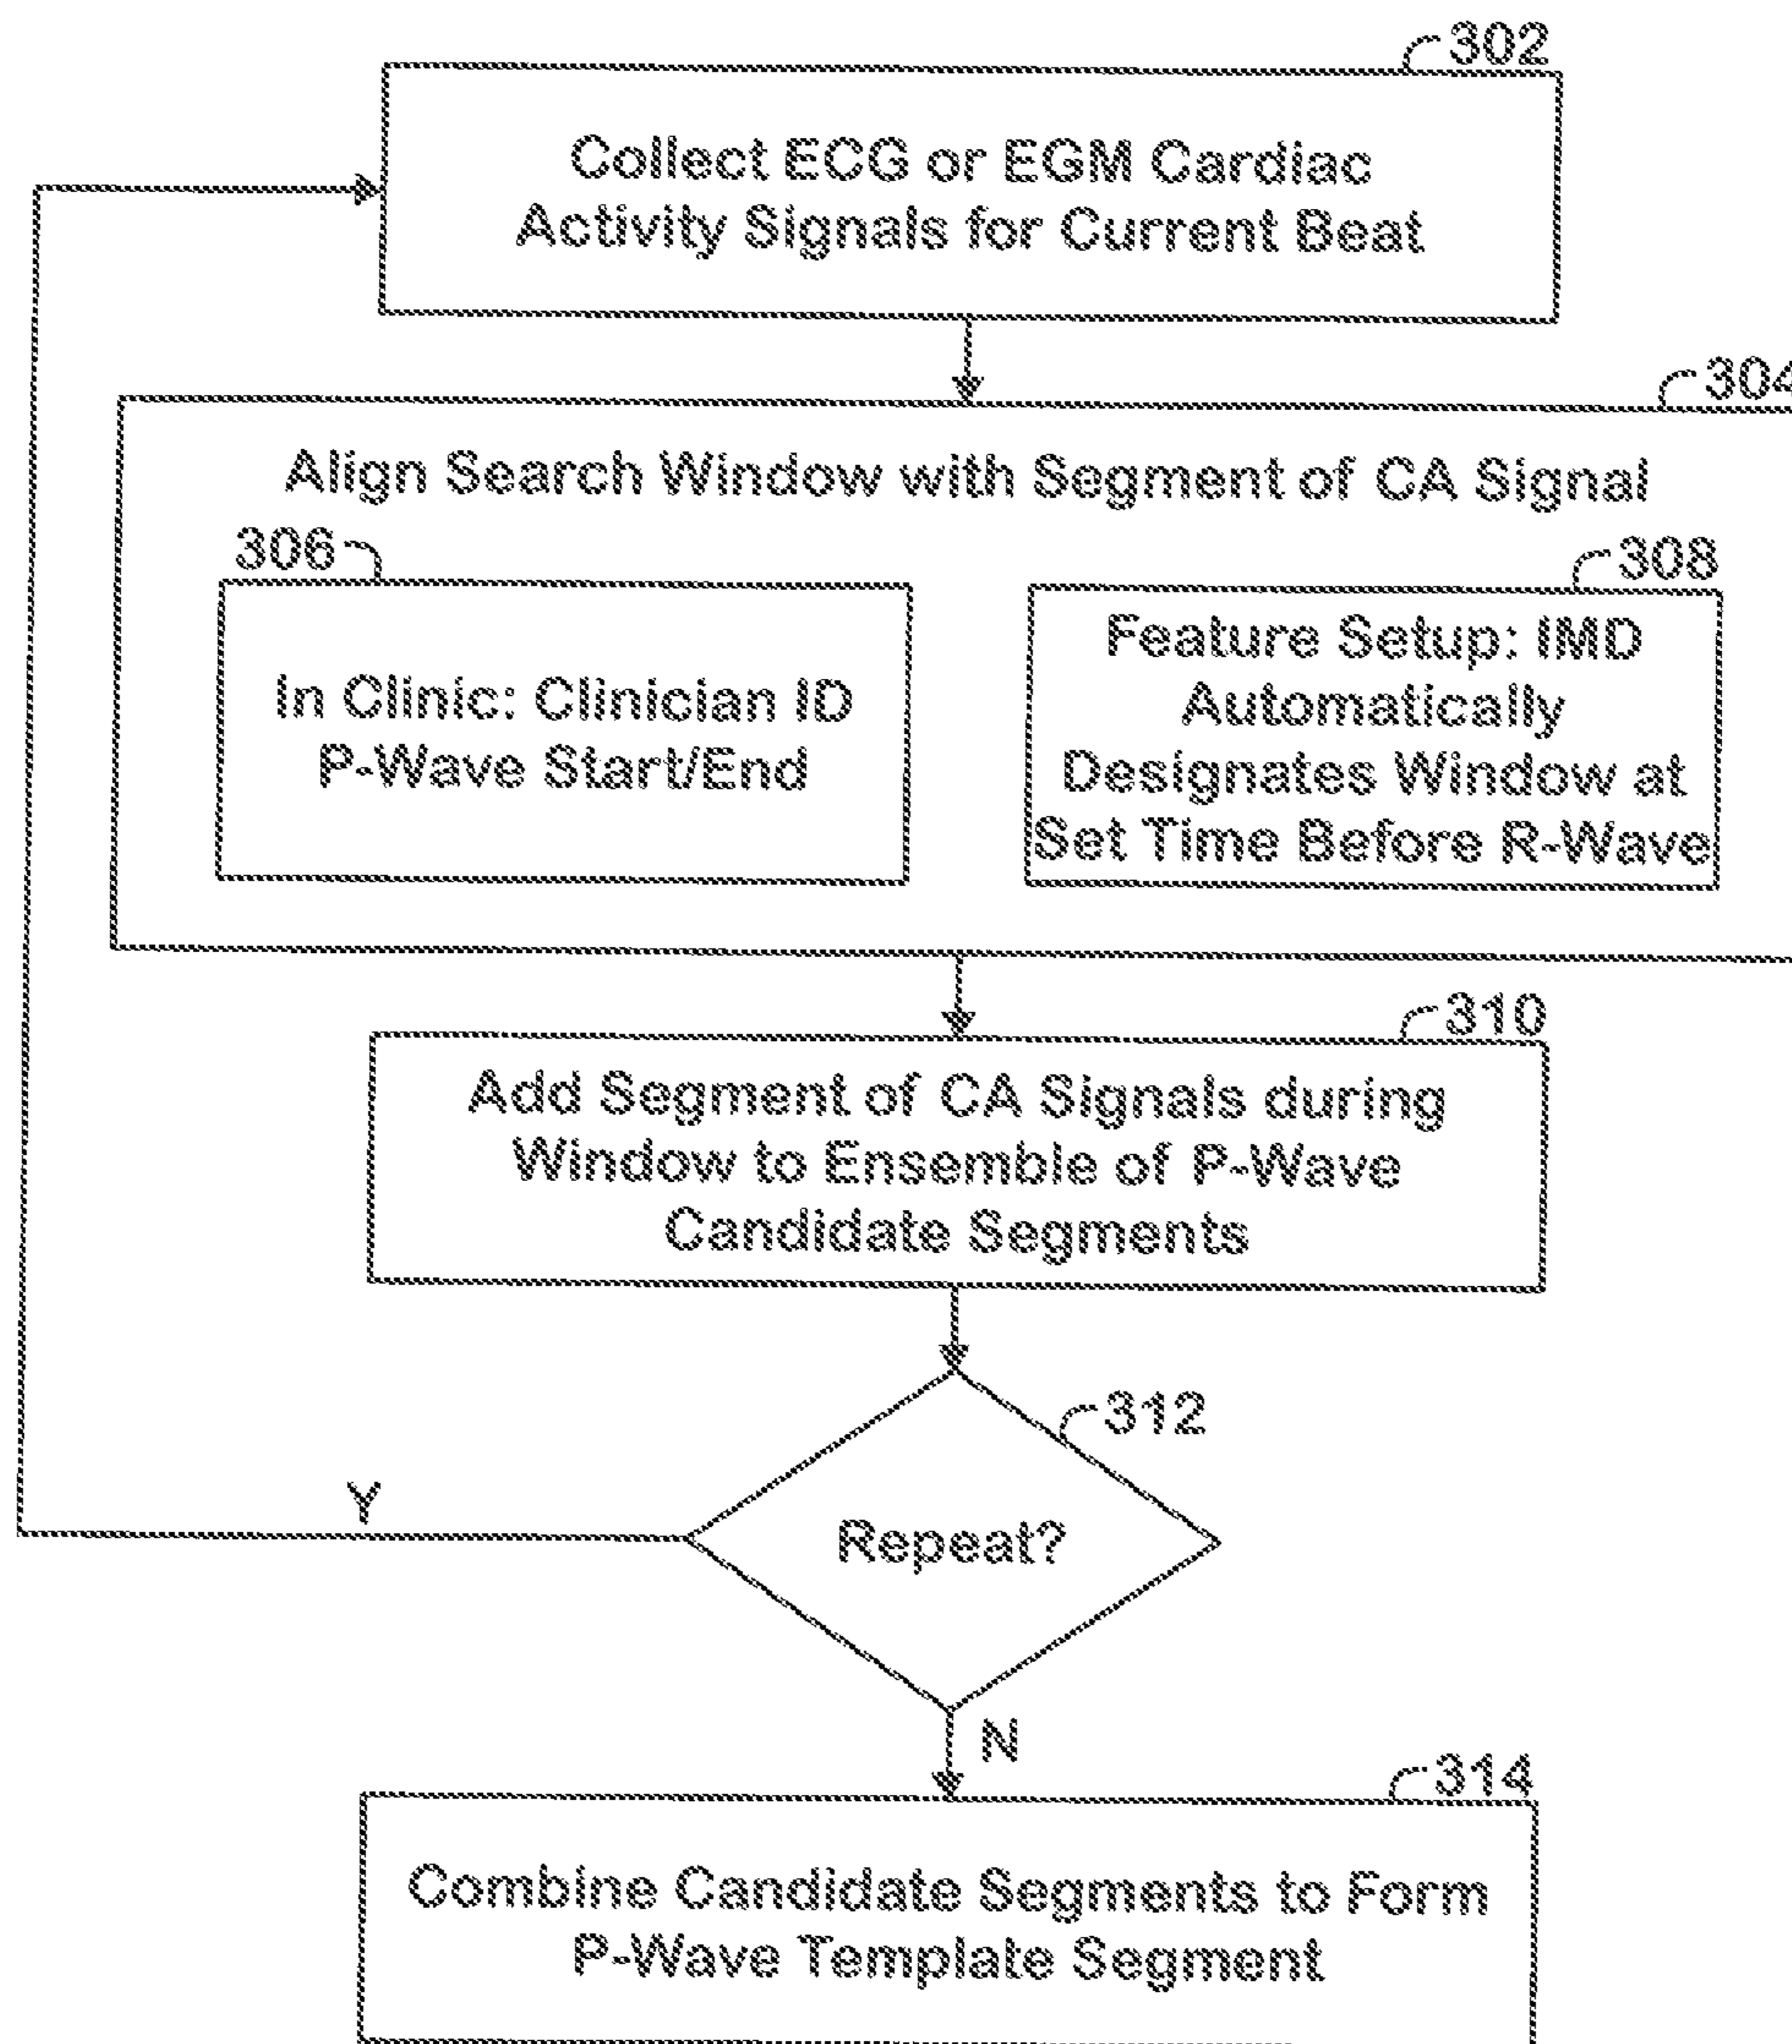 302
Collect ECG or EGM Cardiac
Activity Signals for Current Beat
304
Align Search Window with Segment of CA Signal
306
In Clinic: Clinician ID
P-Wave Start/End
308
Feature Setup: IMD
Automatically
Designates Window at
Set Time Before R-Wave
310
Add Segment of CA Signals during
Window to Ensemble of P-Wave
Candidate Segments
312
Repeat?
Y
N
314
Combine Candidate Segments to Form
P-Wave Template Segment